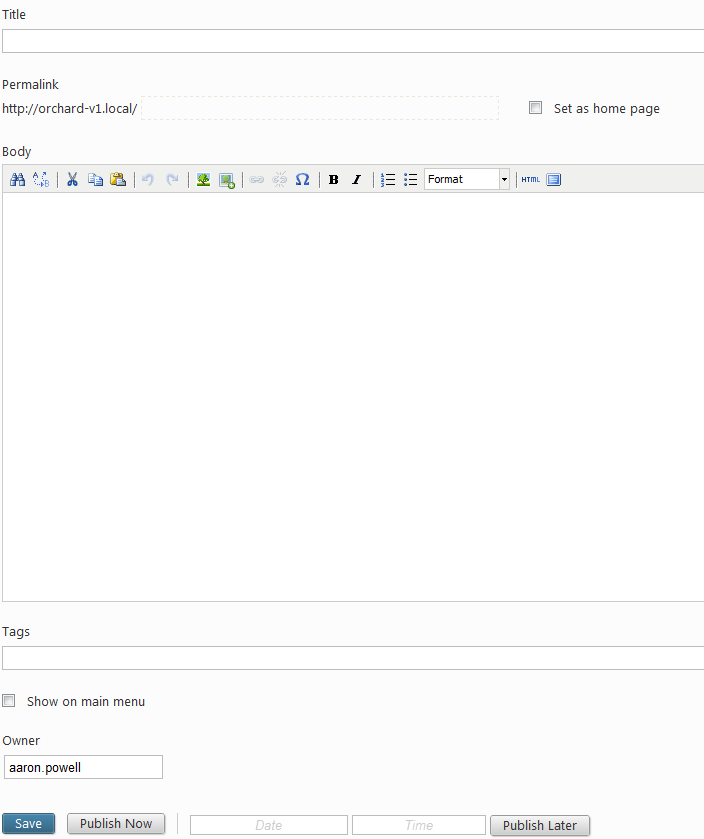 Title
Permalink
http://orchard-v1.local/ Set as home page
Body
B I Format HTML
Tags
Show on main menu
Owner
aaron.powell
Save Publish Now Date Time Publish Later